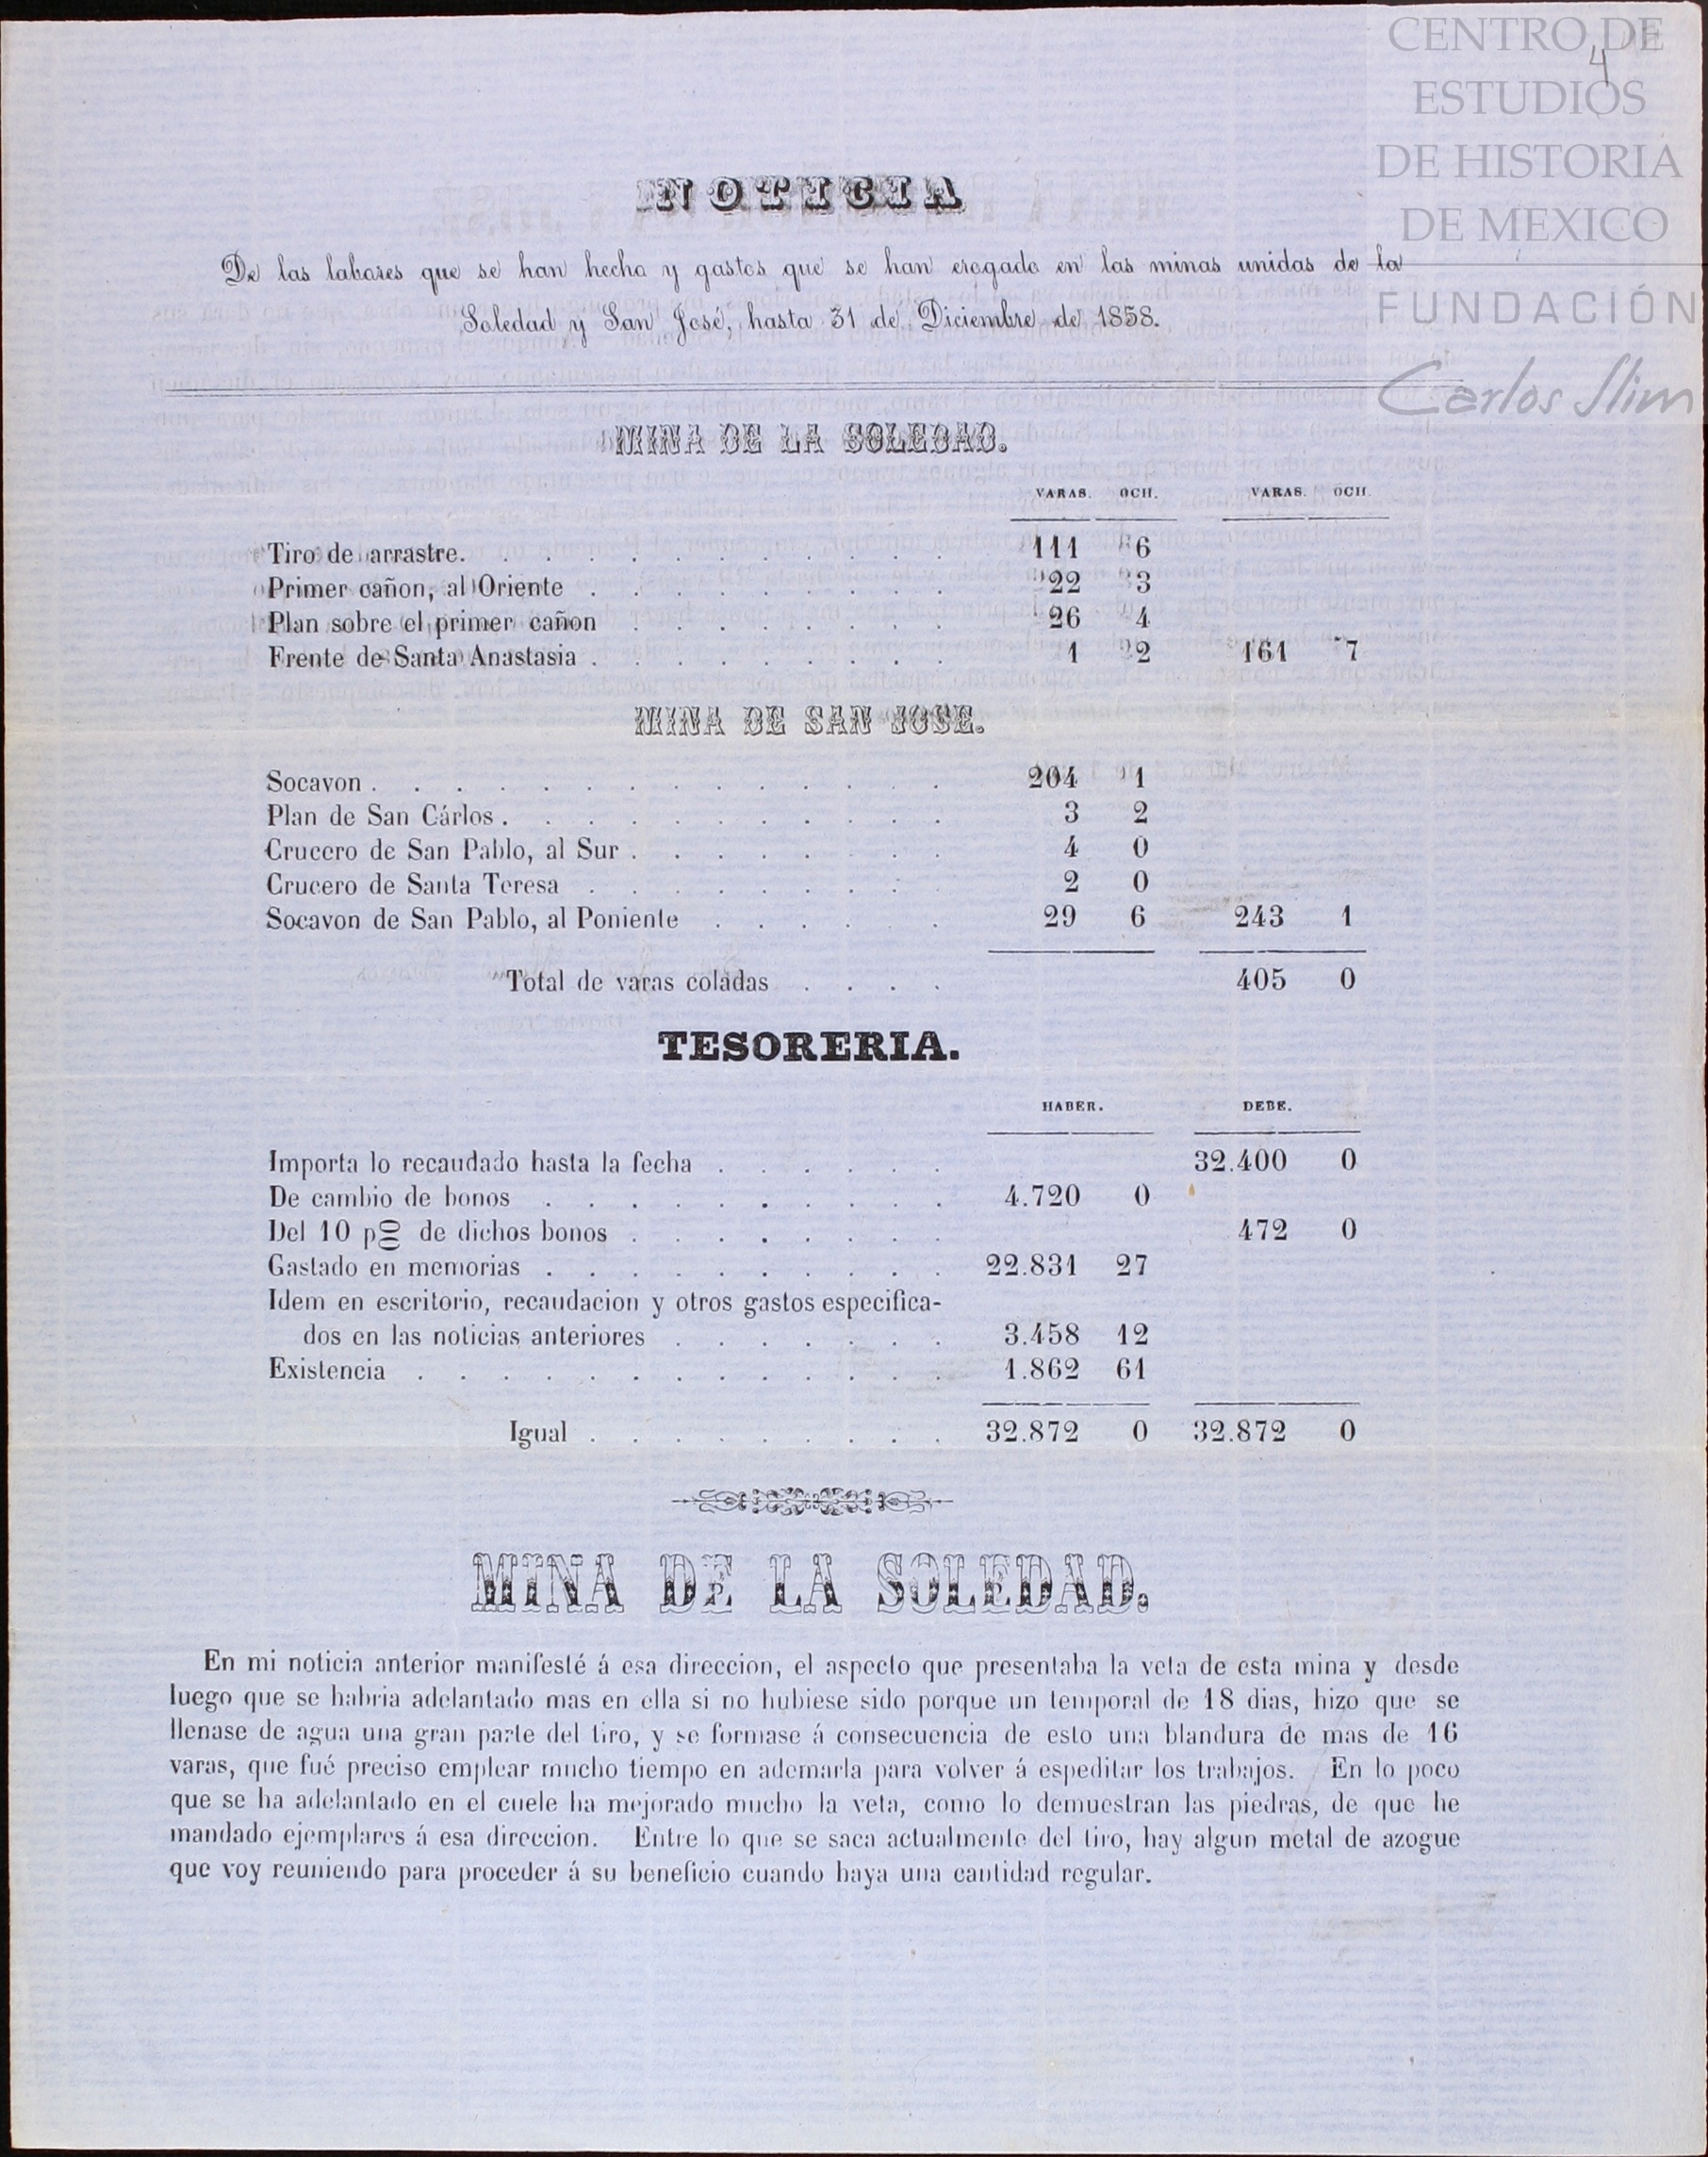 CENTRO DE
ESTUDIOS
DE HISTORIA
DE MEXICO
FUNDACIÓN
Carlos Slim
4
NOTICIA
De las labores que se han hecho y gastos que se han erogado en las minas unidas de la
Soledad y San José, hasta 31 de Diciembre de 1858.
MINA DE LA SOLEDAD.
VARAS. OCH. VARAS. OCH.
Tiro de arrastre. . . . . . . . . . . . 111 6
Primer cañon, al Oriente . . . . . . . . . 22 3
Plan sobre el primer cañon . . . . . . . . 26 4
Frente de Santa Anastasia . . . . . . . . . 1 2 161 7
MINA DE SAN JOSE.
Socavon . . . . . . . . . . . . . . 204 1
Plan de San Cárlos . . . . . . . . . . . 3 2
Crucero de San Pablo, al Sur . . . . . . . . 4 0
Crucero de Santa Teresa . . . . . . . . 2 0
Socavon de San Pablo, al Poniente . . . . . . 29 6 243 1
Total de varas coladas . . . . 405 0
TESORERIA.
HABER. DEBE.
Importa lo recaudado hasta la fecha . . . . . . 32.400 0
De cambio de bonos . . . . . . . . . . 4.720 0
Del 10 p% de dichos bonos . . . . . . . . 472 0
Gastado en memorias . . . . . . . . . . 22.831 27
Idem en escritorio, recaudacion y otros gastos especifica-
dos en las noticias anteriores . . . . . . . 3.458 12
Existencia . . . . . . . . . . . . . 1.862 61
Igual . . . . . . . . . 32.872 0 32.872 0
MINA DE LA SOLEDAD.
En mi noticia anterior manifesté á esa direccion, el aspecto que presentaba la veta de esta mina y desde
luego que se habria adelantado mas en ella si no hubiese sido porque un temporal de 18 dias, hizo que se
llenase de agua una gran parte del tiro, y se formase á consecuencia de esto una blandura de mas de 16
varas, que fué preciso emplear mucho tiempo en ademarla para volver á espeditar los trabajos. En lo poco
que se ha adelantado en el cuele ha mejorado mucho la veta, como lo demuestran las piedras, de que he
mandado ejemplares á esa direccion. Entre lo que se saca actualmente del tiro, hay algun metal de azogue
que voy reuniendo para proceder á su beneficio cuando haya una cantidad regular.